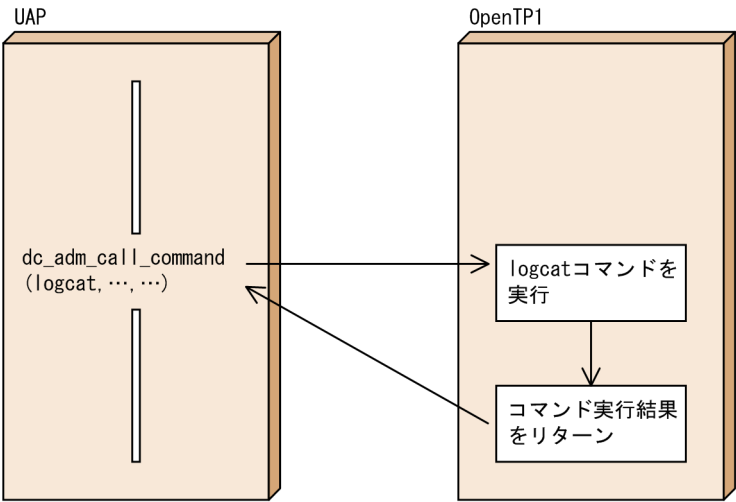 UAP
OpenTP1
dc_adm_call_command
(logcat,…,…)
logcatコマンドを
実行
コマンド実行結果
をリターン